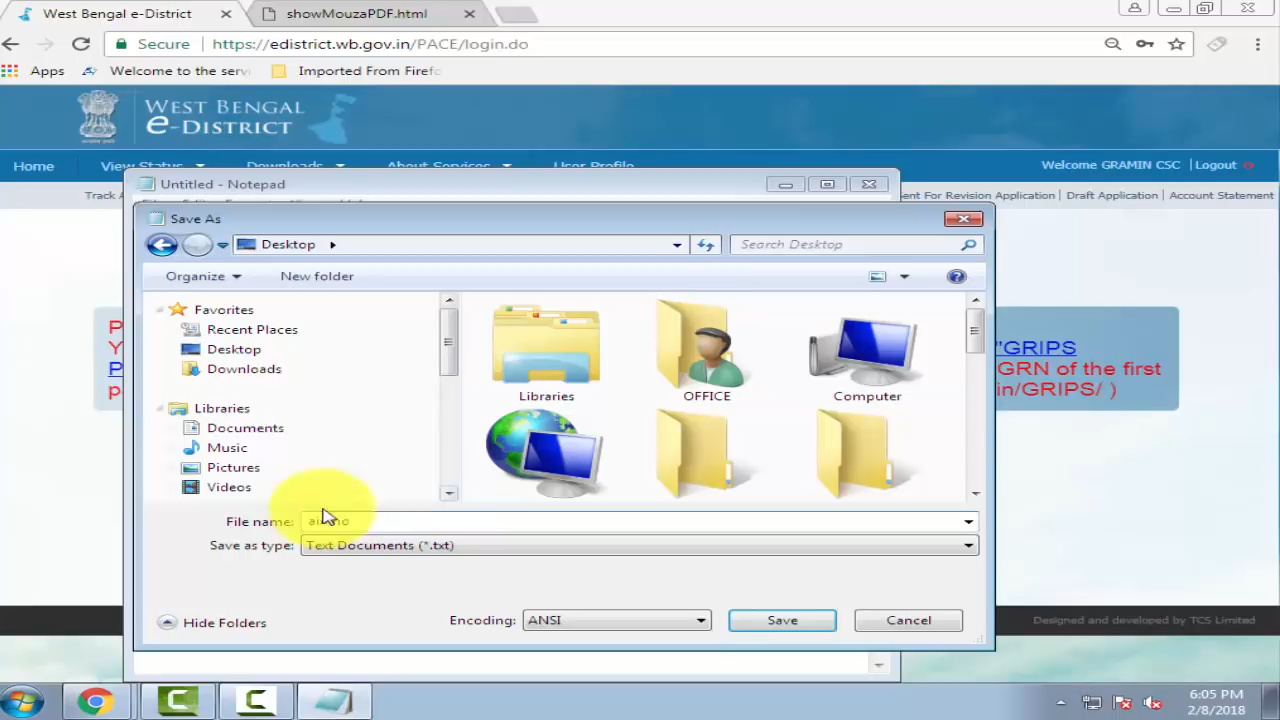 West Bengal e-District
showMouzaPDF.html
Secure
https://edistrict.wb.gov.in/PACE/login.do
Apps
Welcome to the serv
Imported From Firefo
WEST BENGAL
e-DISTRICT
Home
View Status
Downloads
About Services
User Profile
Welcome GRAMIN CSC | Logout
Track A
ent For Revision Application | Draft Application | Account Statement
Untitled - Notepad
Save As
Desktop
Search Desktop
Organize
New folder
Favorites
Recent Places
Desktop
Downloads
Libraries
Documents
Music
Pictures
Videos
Libraries
OFFICE
Computer
P
Y
P
p
"GRIPS
GRN of the first
in/GRIPS/ )
File name:
Save as type: Text Documents (*.txt)
Hide Folders
Encoding: ANSI
Save
Cancel
Designed and developed by TCS Limited
6:05 PM
2/8/2018